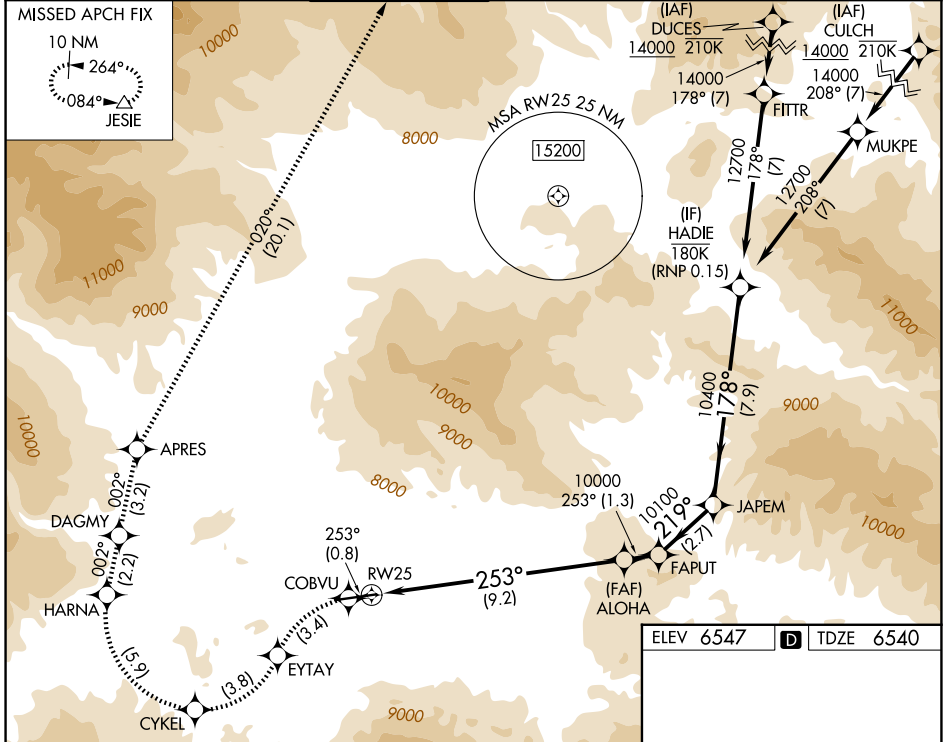 MISSED APCH FIX
10 NM
264°
084°
JESIE
10000
(IAF)
DUCES
14000 210K
14000
178° (7)
FITTR
(IAF)
CULCH
14000 210K
14000
208° (7)
MUKPE
8000
MSA RW25 25 NM
15200
12700
178°
(7)
12700
208°
(7)
(IF)
HADIE
180K
(RNP 0.15)
020°
(20.1)
11000
9000
11000
10000
9000
8000
10400
178°
(7.9)
9000
10000
10000
APRES
002°
(3.2)
DAGMY
002°
(2.2)
HARNA
(5.9)
CYKEL
(3.8)
EYTAY
(3.4)
COBVU
253°
(0.8)
RW25
253°
(9.2)
10000
253° (1.3)
10100
219°
(2.7)
JAPEM
FAPUT
(FAF)
ALOHA
9000
ELEV 6547 D TDZE 6540